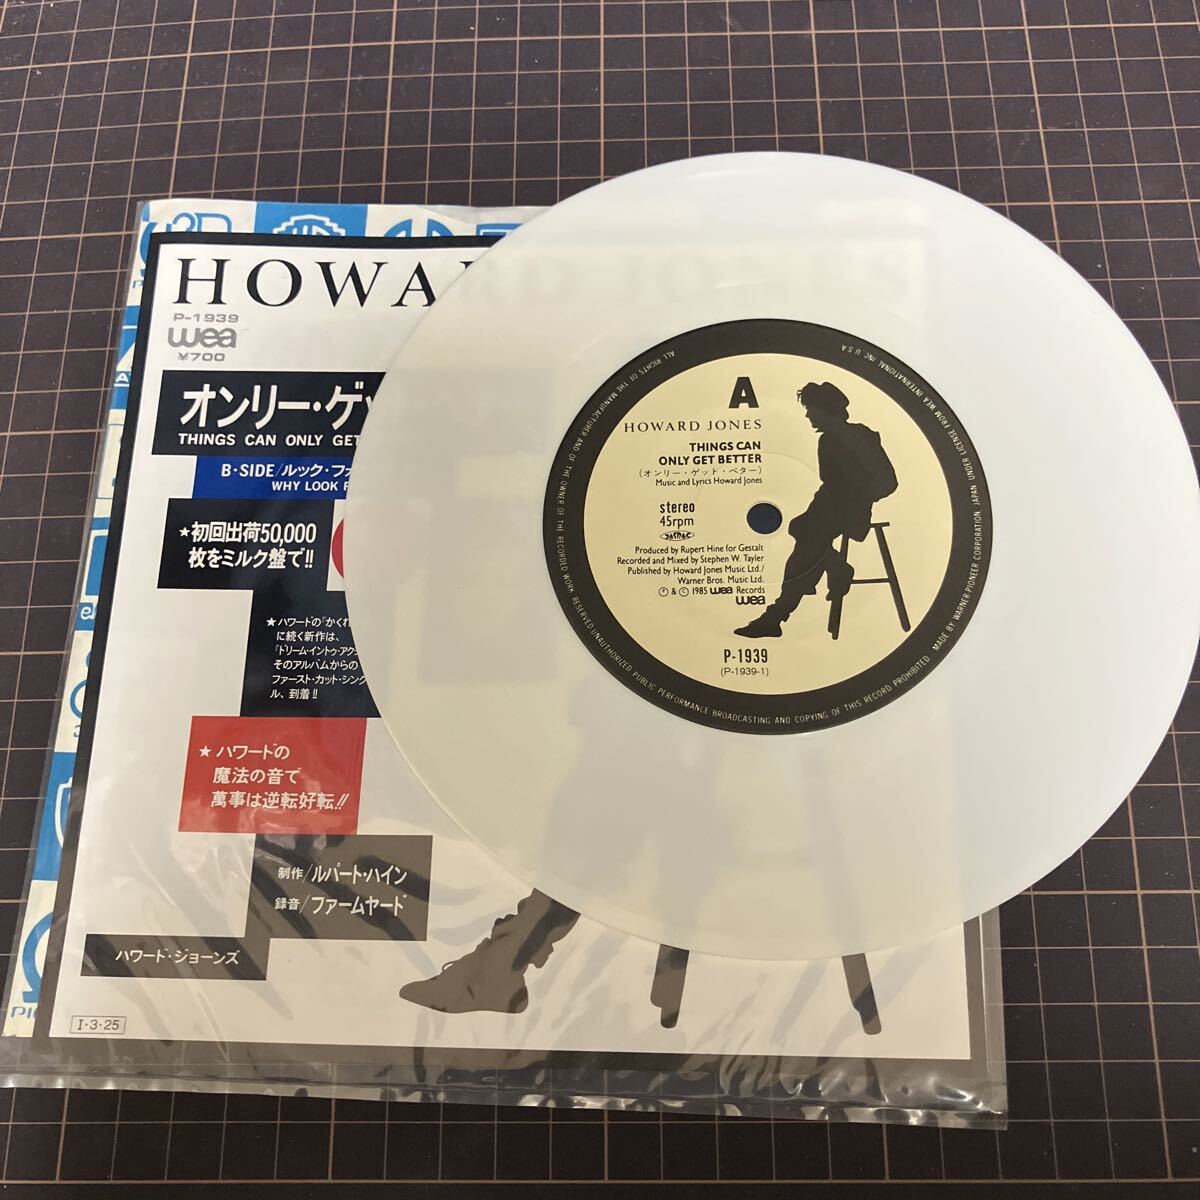 HOWA
P-1939
wea
¥700
オンリー・ゲッ
THINGS CAN ONLY GET
B・SIDE/ルック・フォ
WHY LOOK F
★初回出荷50,000
枚をミルク盤で!!
★ハワードの「かくれ
に続く新作は、
『ドリーム・イントゥ・アクシ
そのアルバムからの
ファースト・カット・シング
ル、到着!!
★ハワードの
魔法の音で
萬事は逆転好転!!
制作/ルパート・ハイン
録音/ファームヤード
ハワード・ジョーンズ
I・3・25
A
HOWARD JONES
THINGS CAN
ONLY GET BETTER
(オンリー・ゲット・ベター)
Music and Lyrics Howard Jones
stereo
45rpm
JASRAC
Produced by Rupert Hine for Gestalt
Recorded and Mixed by Stephen W. Tayler
Published by Howard Jones Music Ltd./
Warner Bros. Music Ltd.
℗ & © 1985 wea Records
wea
P-1939
(P-1939-1)
ALL RIGHTS OF THE MANUFACTURER AND OF THE OWNER OF THE RECORDED WORK RESERVED UNAUTHORIZED PUBLIC PERFORMANCE BROADCASTING AND COPYING OF THIS RECORD PROHIBITED. MADE BY WARNER-PIONEER CORPORATION JAPAN UNDER LICENSE FROM WEA INTERNATIONAL INC. U.S.A